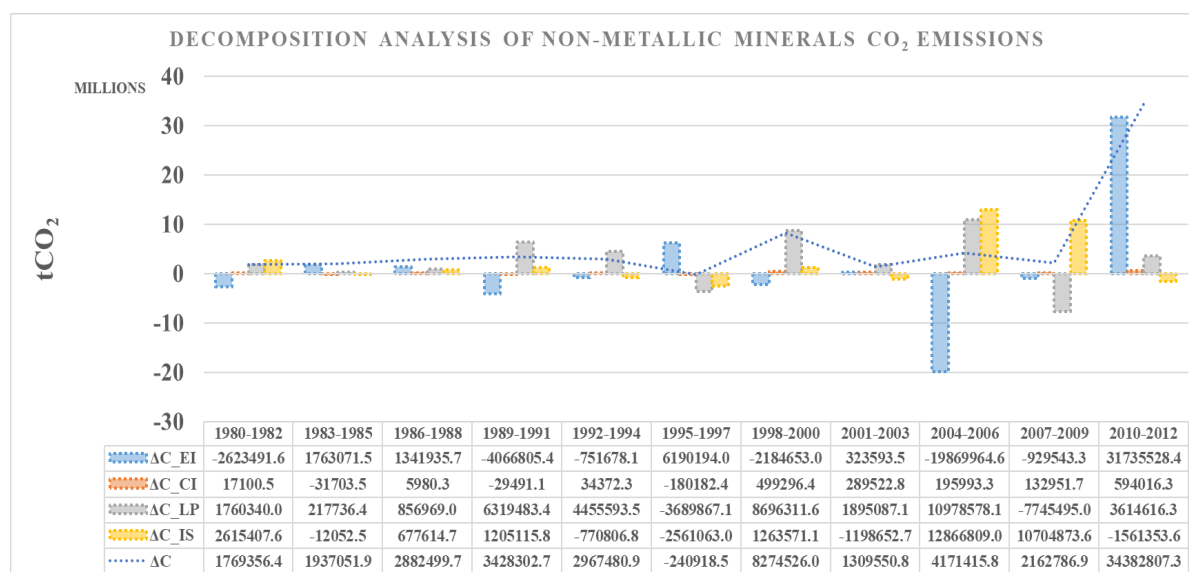 DECOMPOSITION ANALYSIS OF NON-METALLIC MINERALS CO₂ EMISSIONS
MILLIONS
tCO₂
40
30
20
10
0
-10
-20
-30
1980-1982 1983-1985 1986-1988 1989-1991 1992-1994 1995-1997 1998-2000 2001-2003 2004-2006 2007-2009 2010-2012
ΔC_EI -2623491.6 1763071.5 1341935.7 -4066805.4 -751678.1 6190194.0 -2184653.0 323593.5 -19869964.6 -929543.3 31735528.4
ΔC_CI 17100.5 -31703.5 5980.3 -29491.1 34372.3 -180182.4 499296.4 289522.8 195993.3 132951.7 594016.3
ΔC_LP 1760340.0 217736.4 856969.0 6319483.4 4455593.5 -3689867.1 8696311.6 1895087.1 10978578.1 -7745495.0 3614616.3
ΔC_IS 2615407.6 -12052.5 677614.7 1205115.8 -770806.8 -2561063.0 1263571.1 -1198652.7 12866809.0 10704873.6 -1561353.6
ΔC 1769356.4 1937051.9 2882499.7 3428302.7 2967480.9 -240918.5 8274526.0 1309550.8 4171415.8 2162786.9 34382807.3